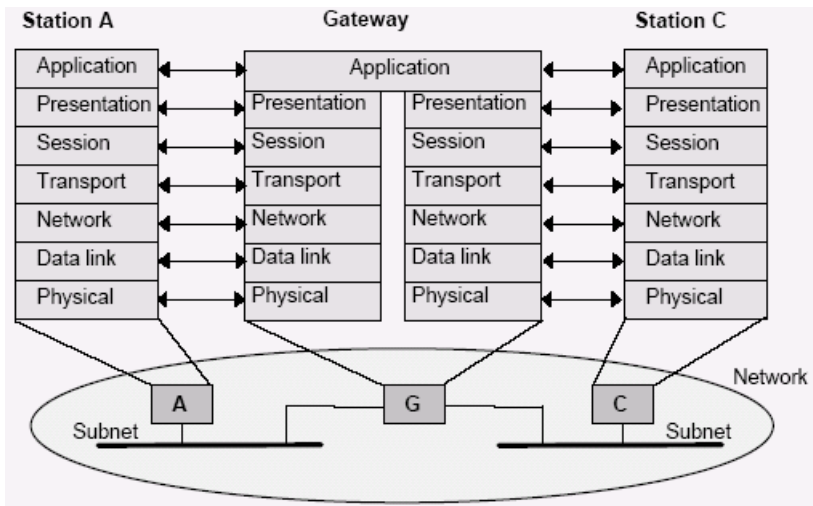 Station A Gateway Station C
Application Application Application
Presentation Presentation Presentation Presentation
Session Session Session Session
Transport Transport Transport Transport
Network Network Network Network
Data link Data link Data link Data link
Physical Physical Physical Physical
Network
A G C
Subnet Subnet